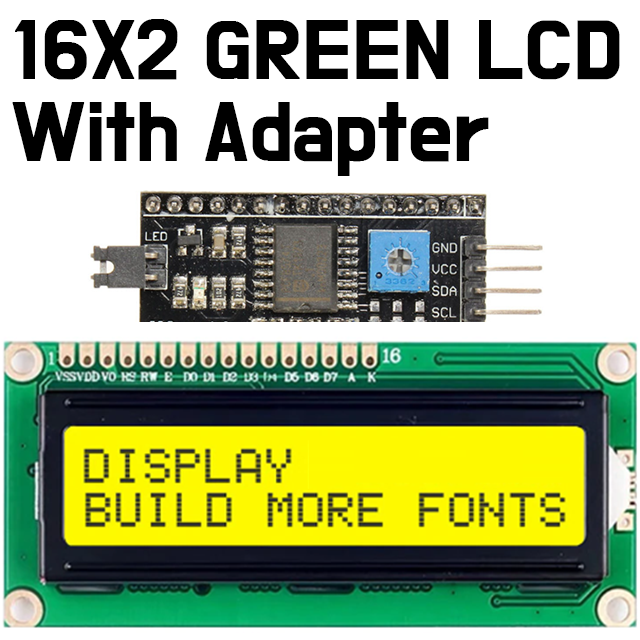 16X2 GREEN LCD
With Adapter
LED
GND
VCC
SDA
SCL
1 16
VSS VDD VO RS RW E D0 D1 D2 D3 D4 D5 D6 D7 A K
DISPLAY
BUILD MORE FONTS